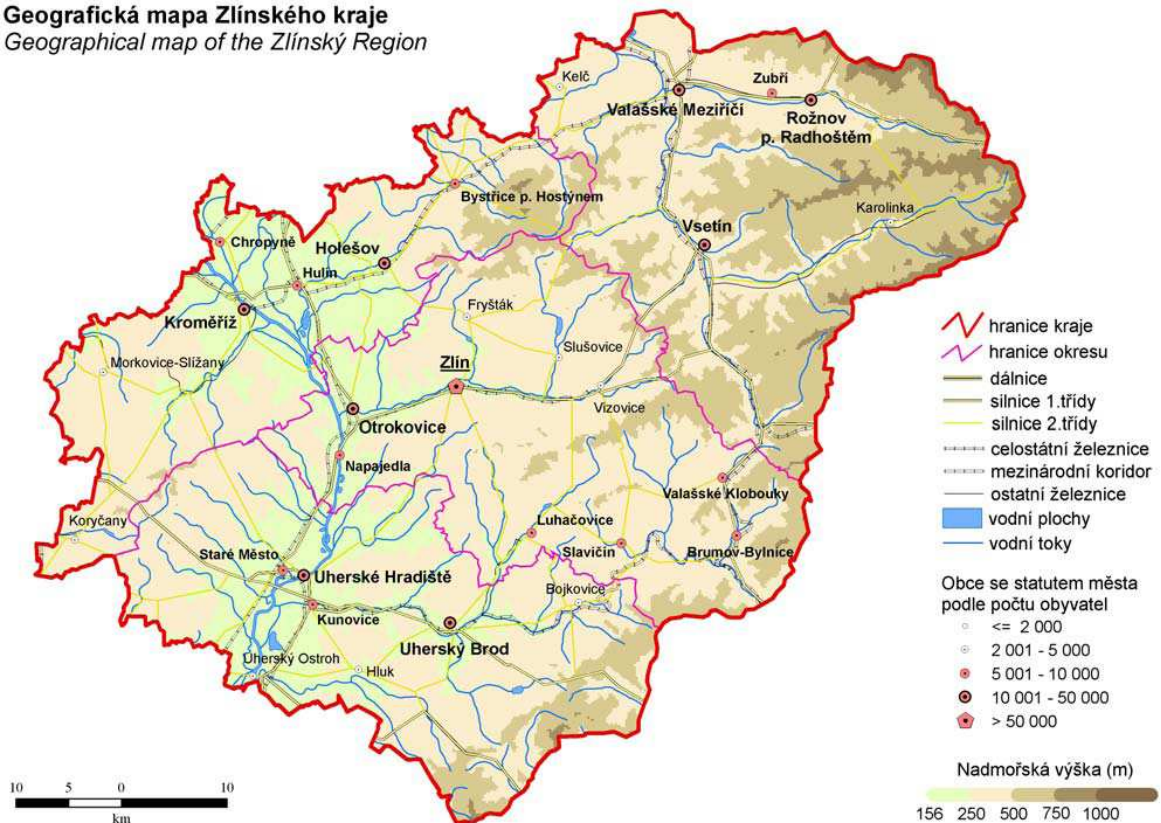 Geografická mapa Zlínského kraje
Geographical map of the Zlínský Region
Kelč
Zubří
Valašské Meziříčí
Rožnov
p. Radhoštěm
Bystřice p. Hostýnem
Karolinka
Vsetín
Chropyně
Holešov
Hulín
Fryšták
Kroměříž
Slušovice
Morkovice-Slížany
Zlín
Vizovice
Otrokovice
Napajedla
Valašské Klobouky
Koryčany
Luhačovice
Slavičín
Brumov-Bylnice
Staré Město
Uherské Hradiště
Bojkovice
Kunovice
Uherský Brod
Uherský Ostroh
Hluk
hranice kraje
hranice okresu
dálnice
silnice 1.třídy
silnice 2.třídy
celostátní železnice
mezinárodní koridor
ostatní železnice
vodní plochy
vodní toky
Obce se statutem města
podle počtu obyvatel
<= 2 000
2 001 - 5 000
5 001 - 10 000
10 001 - 50 000
> 50 000
Nadmořská výška (m)
156 250 500 750 1000
10 5 0 10
km